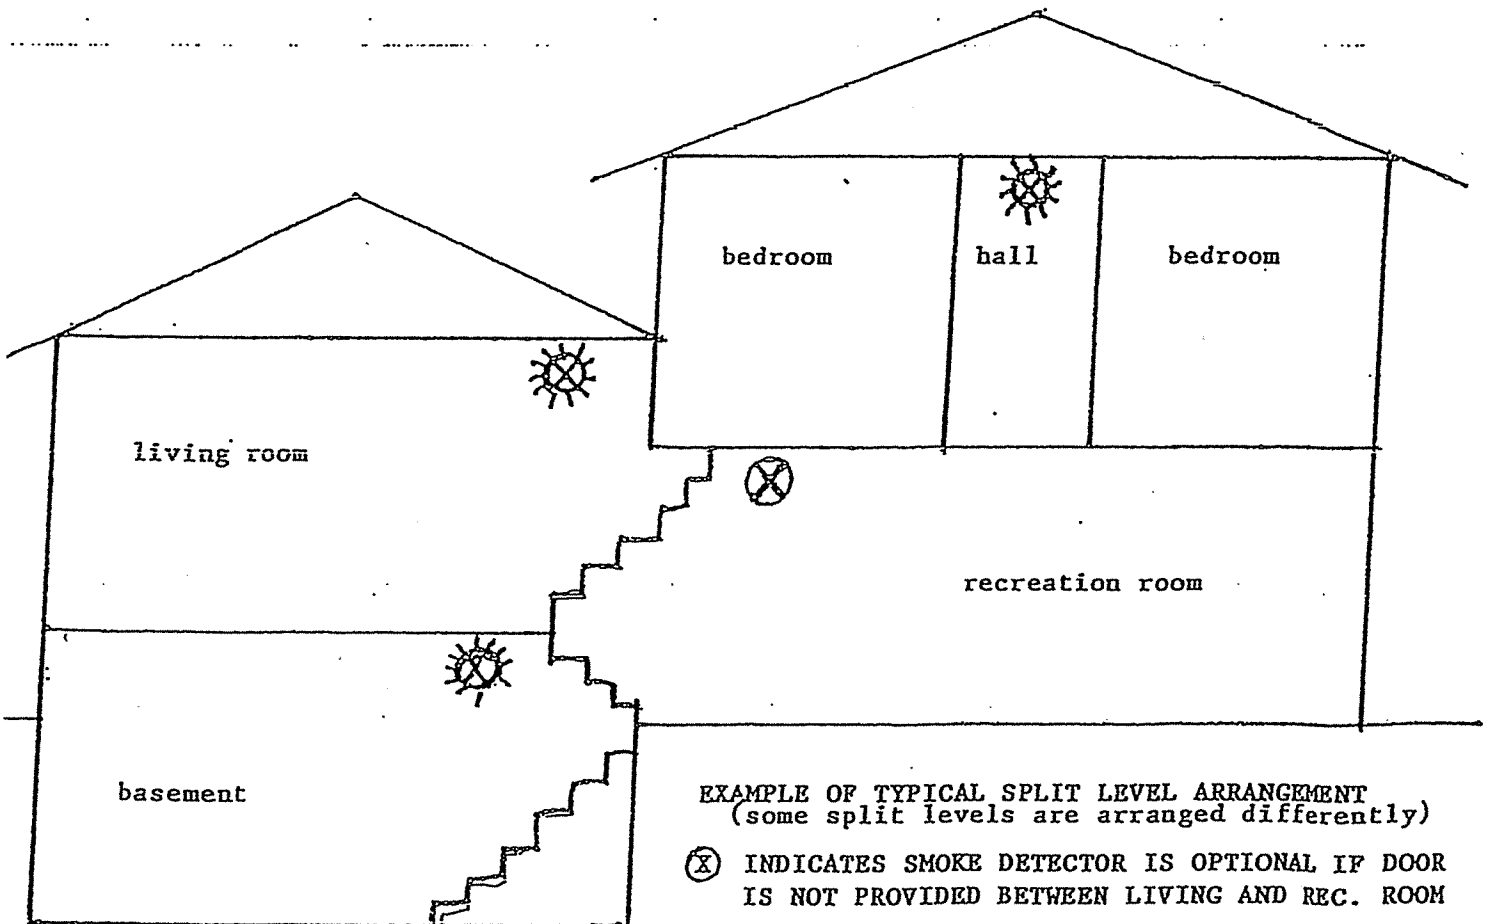 bedroom
hall
bedroom
living room
recreation room
basement
EXAMPLE OF TYPICAL SPLIT LEVEL ARRANGEMENT
(some split levels are arranged differently)
Ⓧ INDICATES SMOKE DETECTOR IS OPTIONAL IF DOOR
IS NOT PROVIDED BETWEEN LIVING AND REC. ROOM